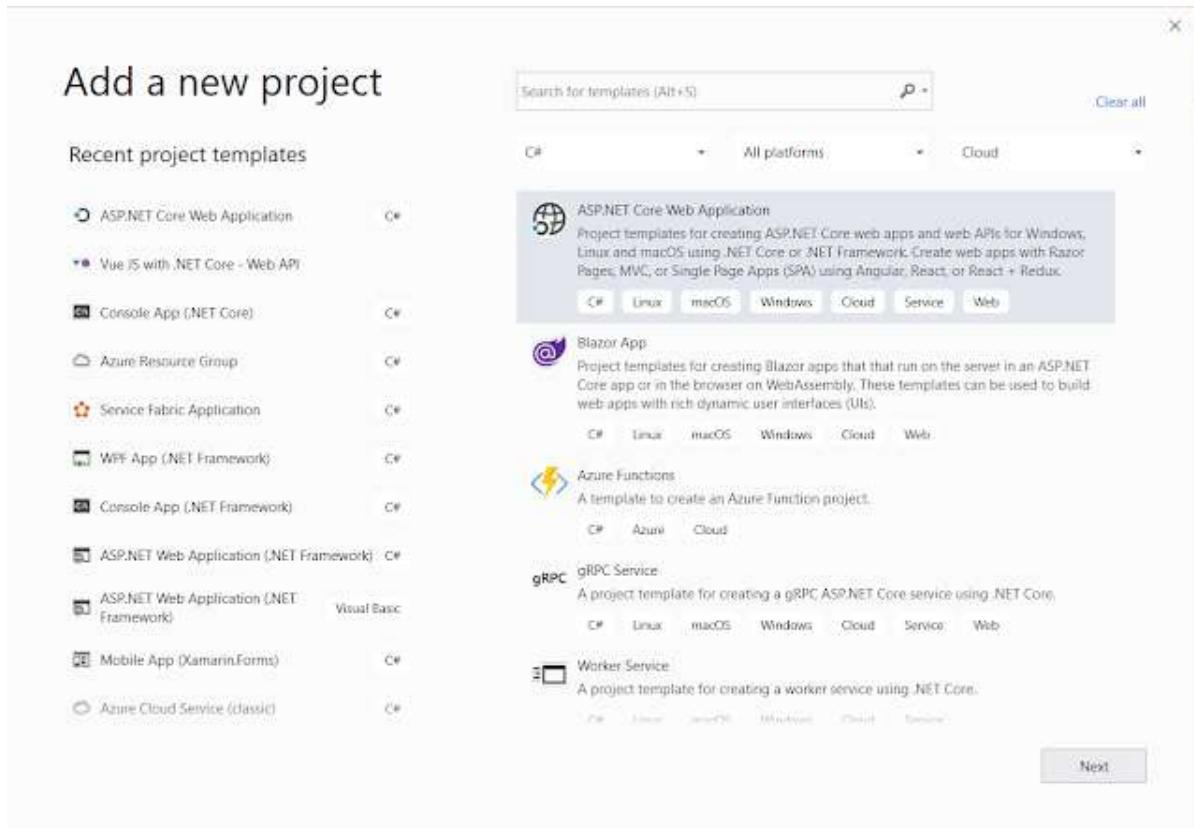 Add a new project
Search for templates (Alt+S)
Clear all
Recent project templates
C#
All platforms
Cloud
ASP.NET Core Web Application
C#
Vue JS with .NET Core - Web API
Console App (.NET Core)
C#
Azure Resource Group
C#
Service Fabric Application
C#
WPF App (.NET Framework)
C#
Console App (.NET Framework)
C#
ASP.NET Web Application (.NET Framework)
C#
ASP.NET Web Application (.NET
Framework)
Visual Basic
Mobile App (Xamarin.Forms)
C#
Azure Cloud Service (classic)
C#
ASP.NET Core Web Application
Project templates for creating ASP.NET Core web apps and web APIs for Windows,
Linux and macOS using .NET Core or .NET Framework. Create web apps with Razor
Pages, MVC, or Single Page Apps (SPA) using Angular, React, or React + Redux.
C# Linux macOS Windows Cloud Service Web
Blazor App
Project templates for creating Blazor apps that that run on the server in an ASP.NET
Core app or in the browser on WebAssembly. These templates can be used to build
web apps with rich dynamic user interfaces (UIs).
C# Linux macOS Windows Cloud Web
Azure Functions
A template to create an Azure Function project.
C# Azure Cloud
gRPC
gRPC Service
A project template for creating a gRPC ASP.NET Core service using .NET Core.
C# Linux macOS Windows Cloud Service Web
Worker Service
A project template for creating a worker service using .NET Core.
C# Linux macOS Windows Cloud Service
Next